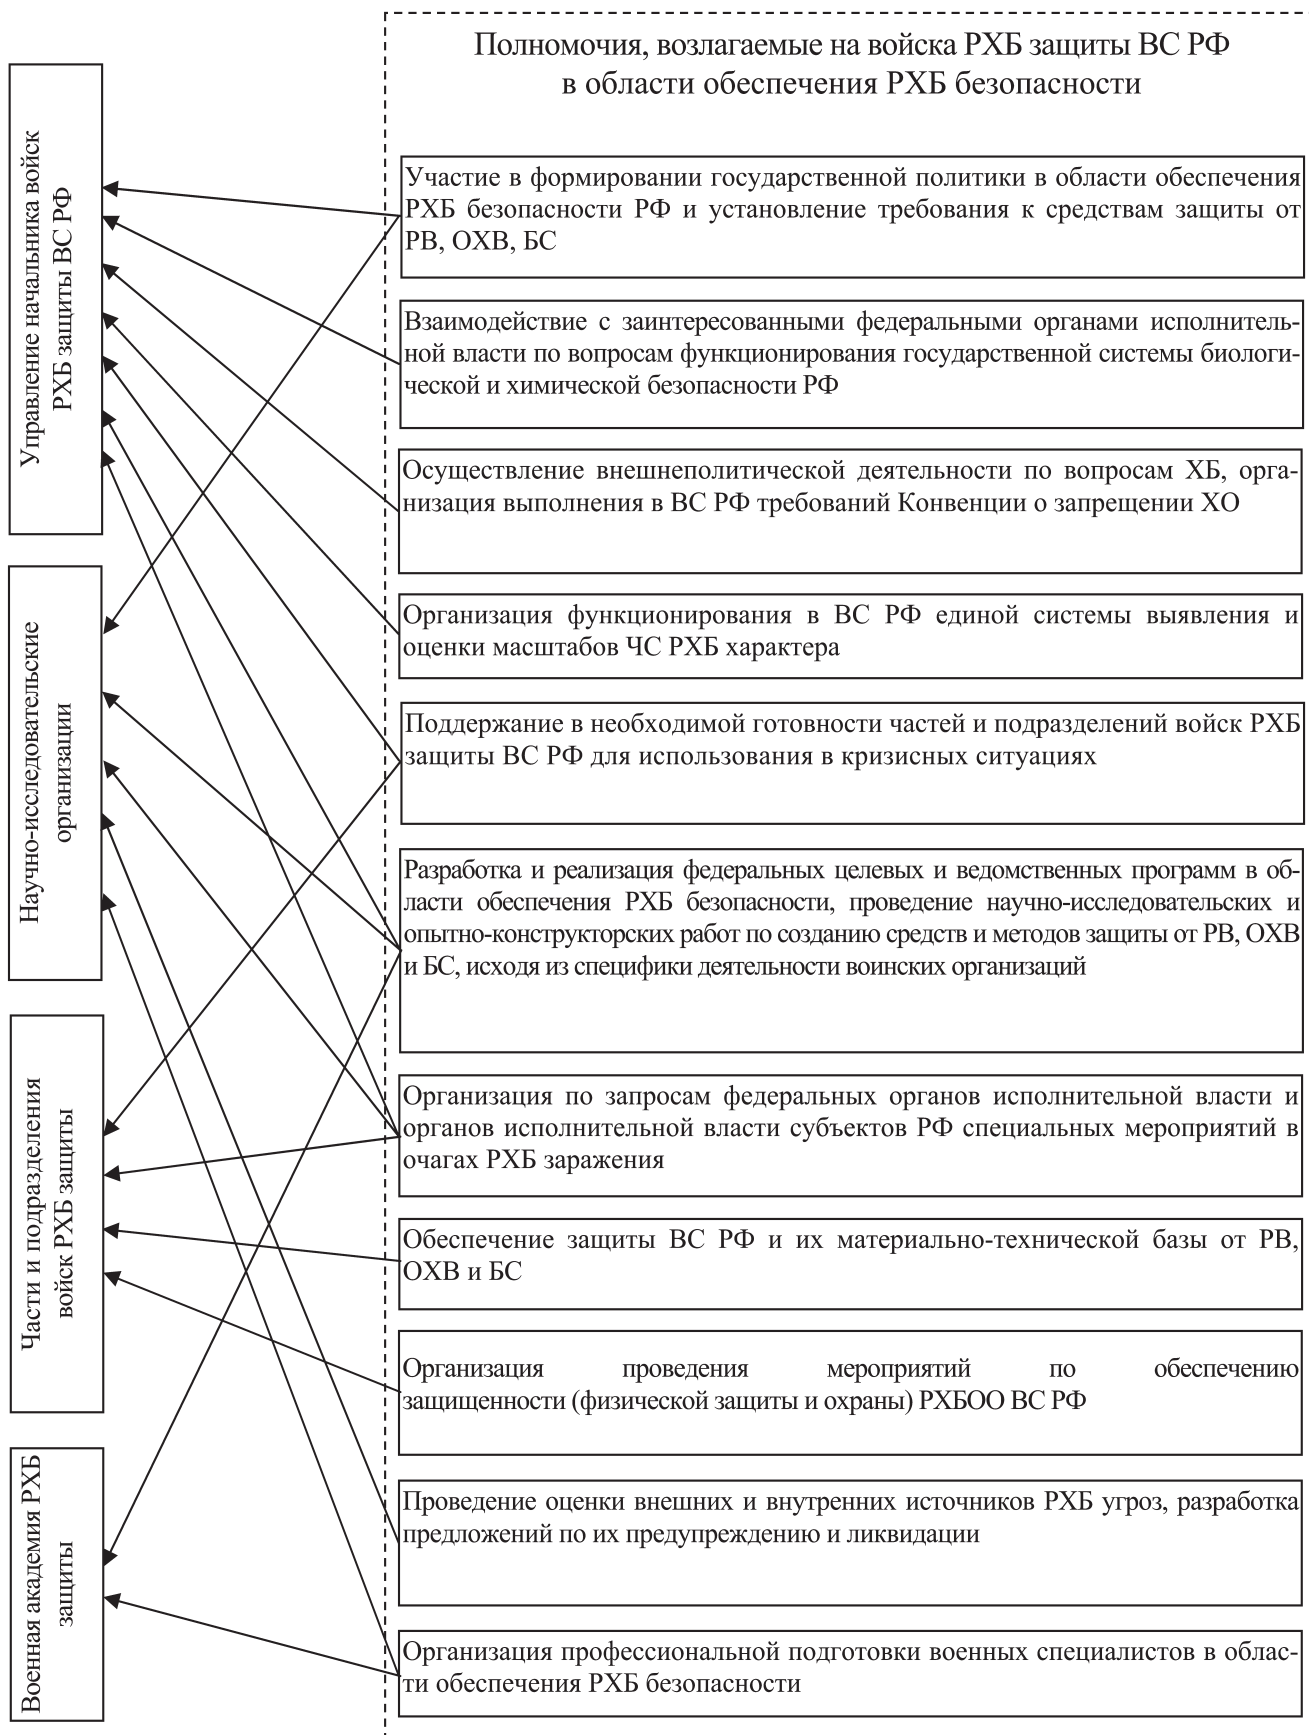 Полномочия, возлагаемые на войска РХБ защиты ВС РФ
в области обеспечения РХБ безопасности
Управление начальника войск
РХБ защиты ВС РФ
Научно-исследовательские
организации
Части и подразделения
войск РХБ защиты
Военная академия РХБ
защиты
Участие в формировании государственной политики в области обеспечения
РХБ безопасности РФ и установление требования к средствам защиты от
РВ, ОХВ, БС
Взаимодействие с заинтересованными федеральными органами исполнитель-
ной власти по вопросам функционирования государственной системы биологи-
ческой и химической безопасности РФ
Осуществление внешнеполитической деятельности по вопросам ХБ, орга-
низация выполнения в ВС РФ требований Конвенции о запрещении ХО
Организация функционирования в ВС РФ единой системы выявления и
оценки масштабов ЧС РХБ характера
Поддержание в необходимой готовности частей и подразделений войск РХБ
защиты ВС РФ для использования в кризисных ситуациях
Разработка и реализация федеральных целевых и ведомственных программ в об-
ласти обеспечения РХБ безопасности, проведение научно-исследовательских и
опытно-конструкторских работ по созданию средств и методов защиты от РВ, ОХВ
и БС, исходя из специфики деятельности воинских организаций
Организация по запросам федеральных органов исполнительной власти и
органов исполнительной власти субъектов РФ специальных мероприятий в
очагах РХБ заражения
Обеспечение защиты ВС РФ и их материально-технической базы от РВ,
ОХВ и БС
Организация проведения мероприятий по обеспечению
защищенности (физической защиты и охраны) РХБОО ВС РФ
Проведение оценки внешних и внутренних источников РХБ угроз, разработка
предложений по их предупреждению и ликвидации
Организация профессиональной подготовки военных специалистов в облас-
ти обеспечения РХБ безопасности